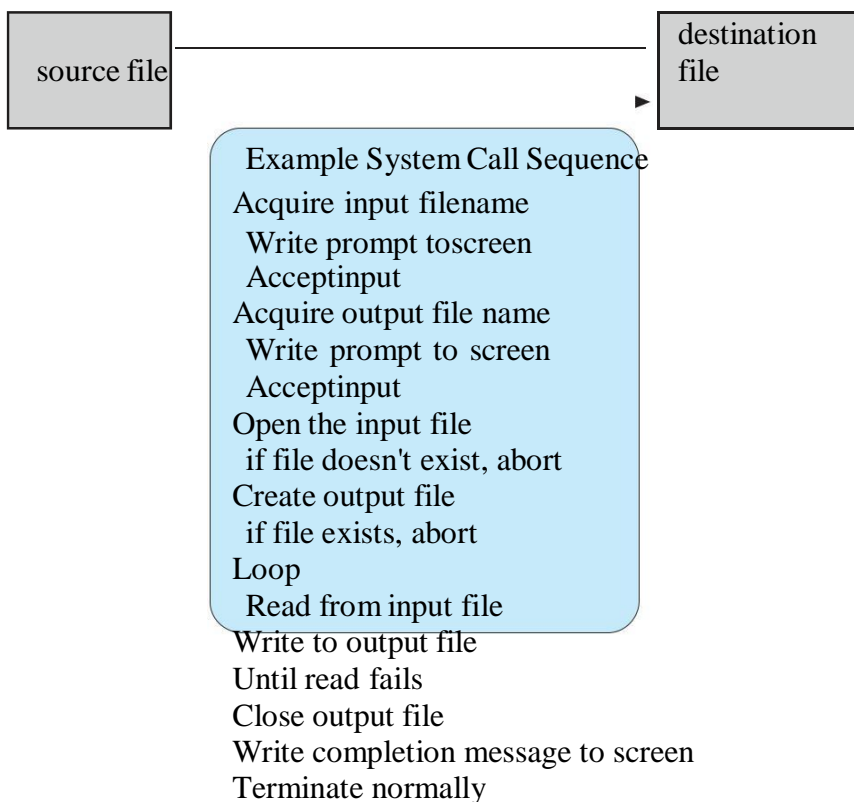 source file
destination
file
Example System Call Sequence
Acquire input filename
Write prompt toscreen
Acceptinput
Acquire output file name
Write prompt to screen
Acceptinput
Open the input file
if file doesn't exist, abort
Create output file
if file exists, abort
Loop
Read from input file
Write to output file
Until read fails
Close output file
Write completion message to screen
Terminate normally